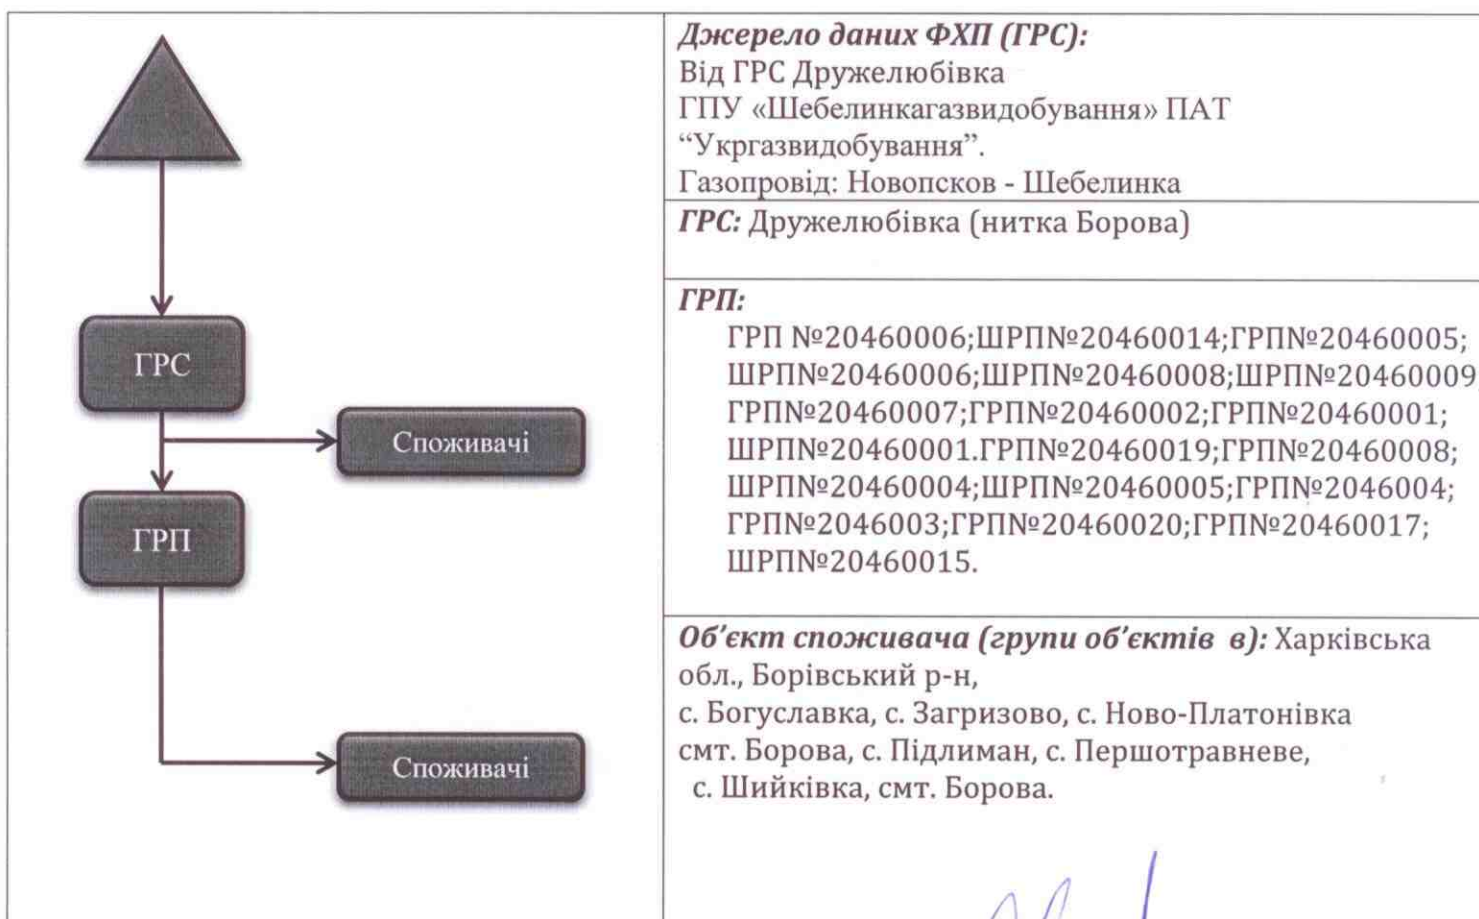 ГРС
Споживачі
ГРП
Споживачі
Джерело даних ФХП (ГРС):
Від ГРС Дружелюбівка
ГПУ «Шебелинкагазвидобування» ПАТ
“Укргазвидобування”.
Газопровід: Новопсков - Шебелинка
ГРС: Дружелюбівка (нитка Борова)
ГРП:
ГРП №20460006;ШРП№20460014;ГРП№20460005;
ШРП№20460006;ШРП№20460008;ШРП№20460009
ГРП№20460007;ГРП№20460002;ГРП№20460001;
ШРП№20460001.ГРП№20460019;ГРП№20460008;
ШРП№20460004;ШРП№20460005;ГРП№2046004;
ГРП№2046003;ГРП№20460020;ГРП№20460017;
ШРП№20460015.
Об’єкт споживача (групи об’єктів в): Харківська
обл., Борівський р-н,
с. Богуславка, с. Загризово, с. Ново-Платонівка
смт. Борова, с. Підлиман, с. Першотравневе,
с. Шийківка, смт. Борова.